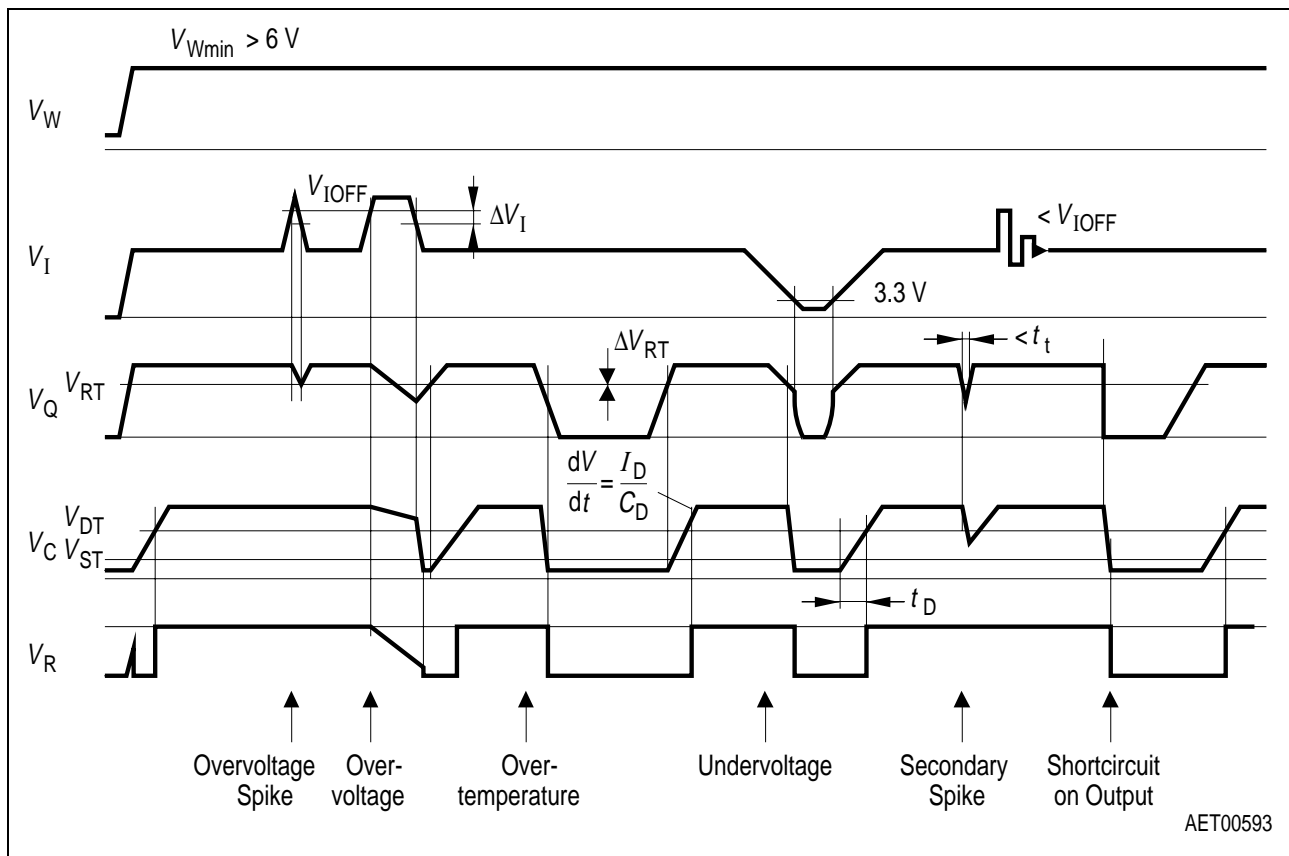 V_Wmin > 6 V
V_W
V_IOFF
ΔV_I
< V_IOFF
V_I
3.3 V
ΔV_RT
< t_t
V_RT
V_Q
dV/dt = I_D/C_D
V_DT
V_C V_ST
t_D
V_R
Overvoltage Over- Over- Undervoltage Secondary Shortcircuit
Spike voltage temperature Spike on Output
AET00593